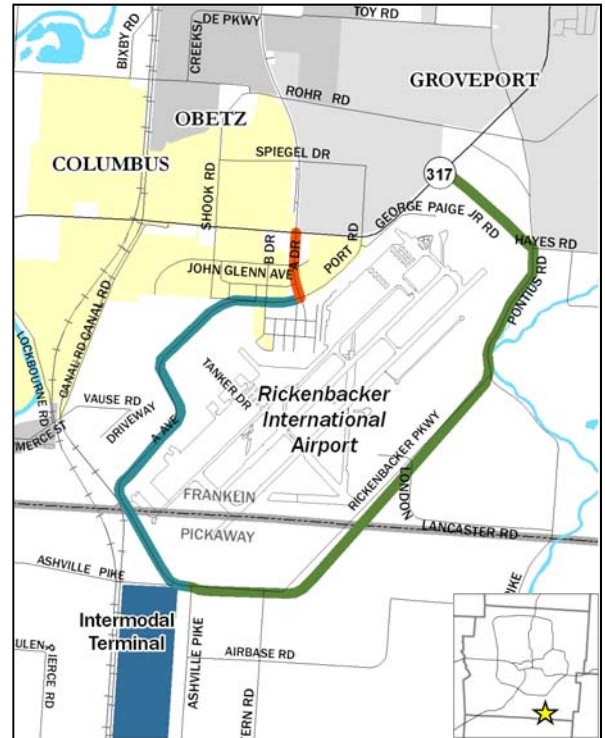 TOY RD
DE PKWY
BIXBY RD
CREEKSI
GROVEPORT
ROHR RD
OBETZ
SPIEGEL DR
COLUMBUS
317
SHOOK RD
GEORGE PAIGE JR RD
B DR
A DR
PORT RD
HAYES RD
JOHN GLENN AVE
PONTIUS RD
CANAL RD
CANAL RD
LOCKBOURNE RD
TANKER DR
Rickenbacker
International
Airport
VAUSE RD
DRIVEWAY
A AVE
MERCE ST
RICKENBACKER PKWY
FRANKLIN
LONDON
LANCASTER RD
PICKAWAY
ASHVILLE PIKE
PIKE
Intermodal
Terminal
ULEN
PIERCE RD
ASHVILLE PIKE
AIRBASE RD
TERN RD